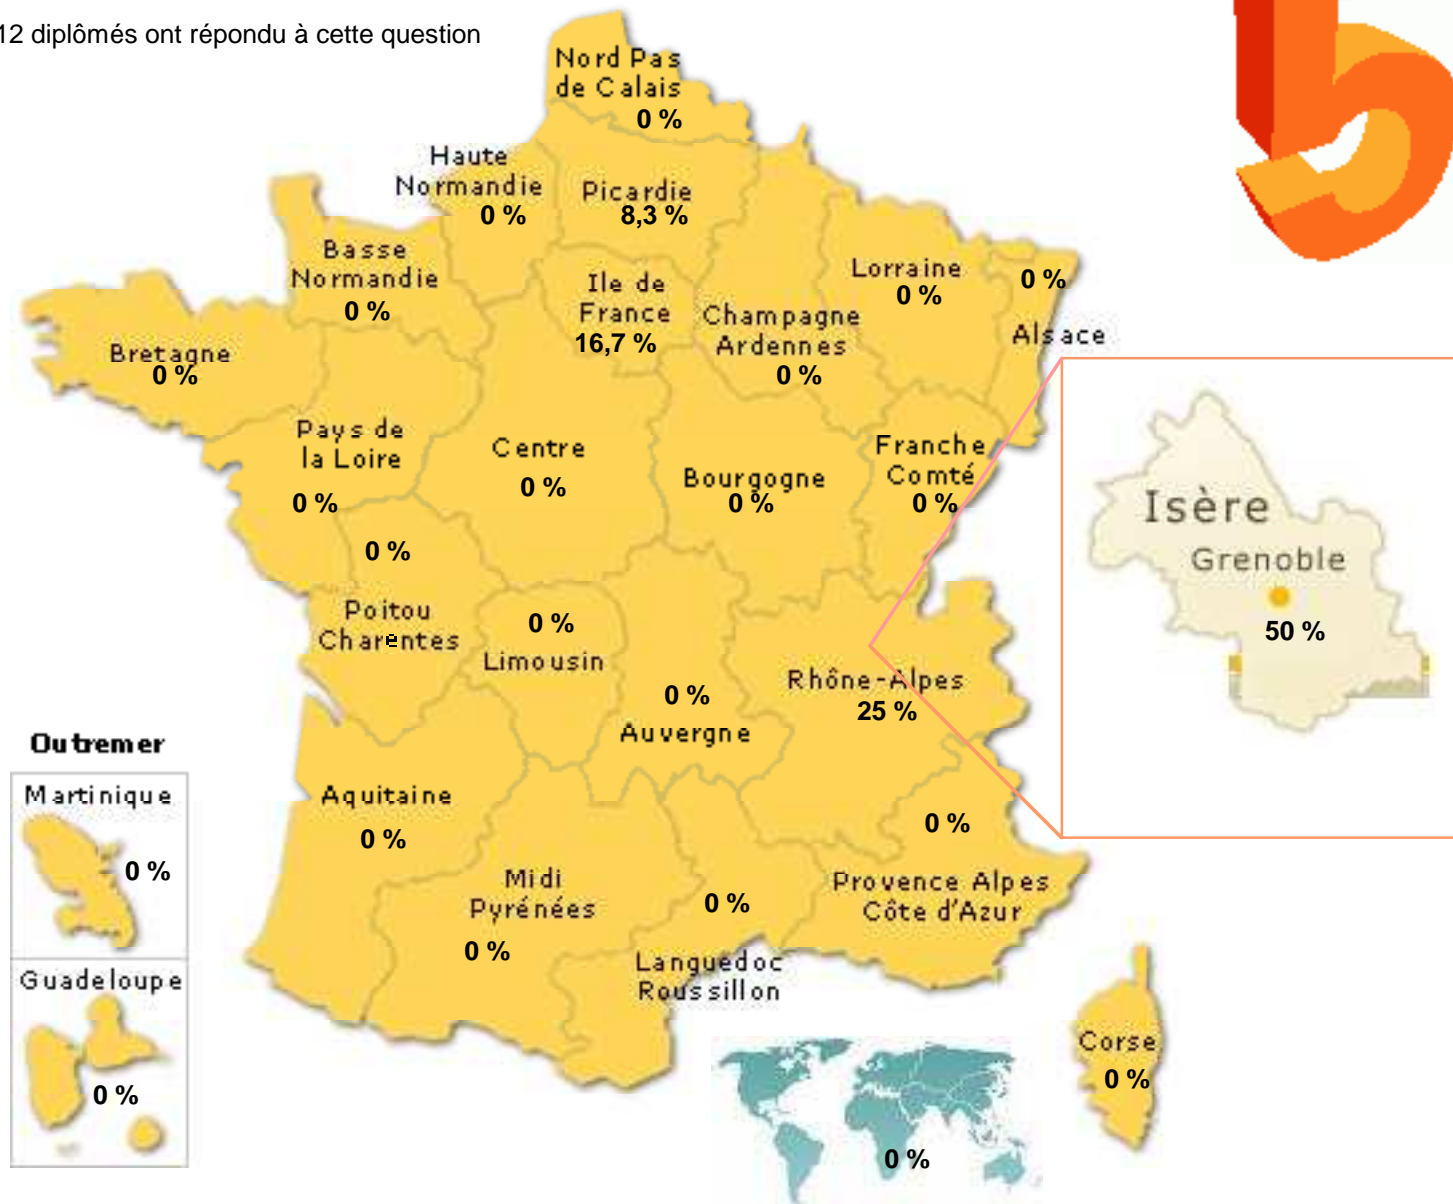 12 diplômés ont répondu à cette question
Nord Pas
de Calais
0 %
Haute
Normandie
0 %
Picardie
8,3 %
Basse
Normandie
0 %
Ile de
France
16,7 %
Champagne
Ardennes
0 %
Lorraine
0 %
0 %
Alsace
Bretagne
0 %
Pays de
la Loire
0 %
Centre
0 %
Bourgogne
0 %
Franche
Comté
0 %
Isère
Grenoble
50 %
0 %
Poitou
Charentes
0 %
Limousin
0 %
Auvergne
Rhône-Alpes
25 %
Outremer
Martinique
0 %
Guadeloupe
0 %
Aquitaine
0 %
Midi
Pyrénées
0 %
0 %
Languedoc
Roussillon
0 %
Provence Alpes
Côte d'Azur
Corse
0 %
0 %